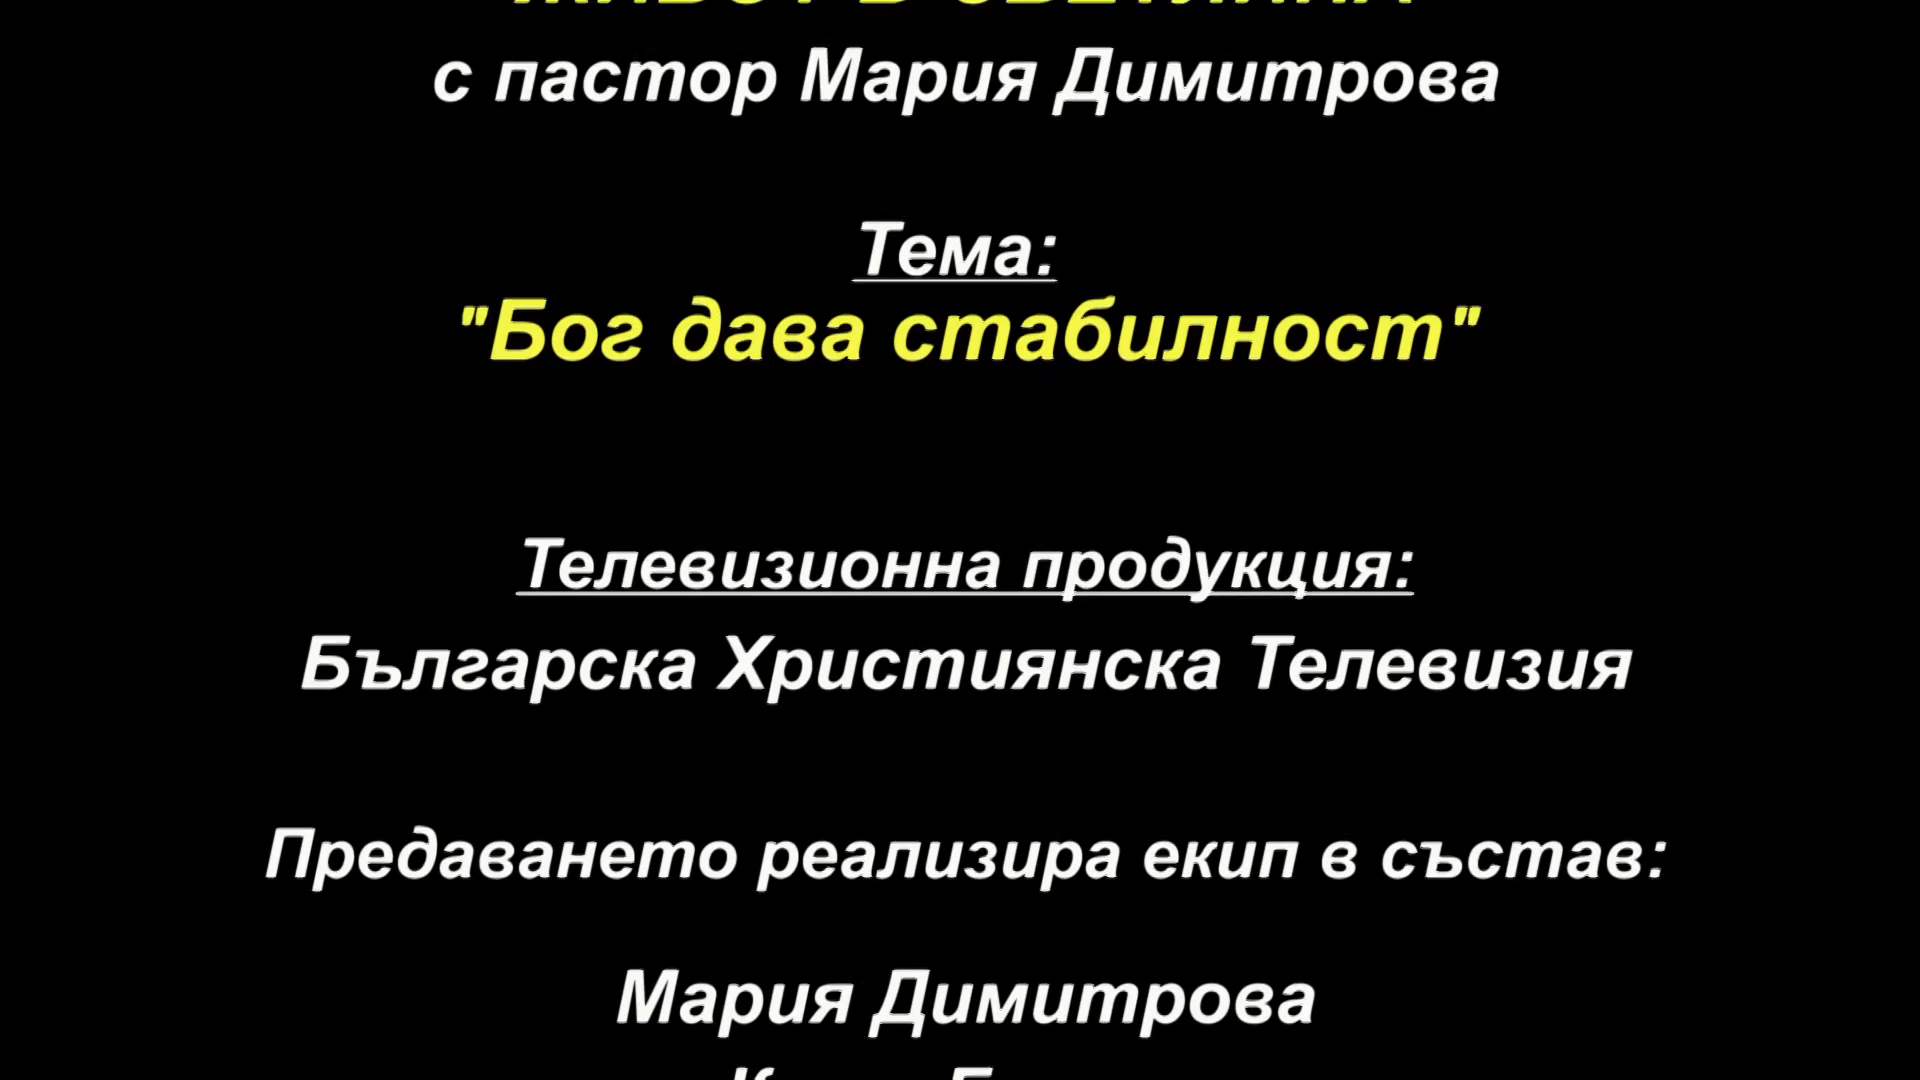 с пастор Мария Димитрова
Тема:
"Бог дава стабилност"
Телевизионна продукция:
Българска Християнска Телевизия
Предаването реализира екип в състав:
Мария Димитрова